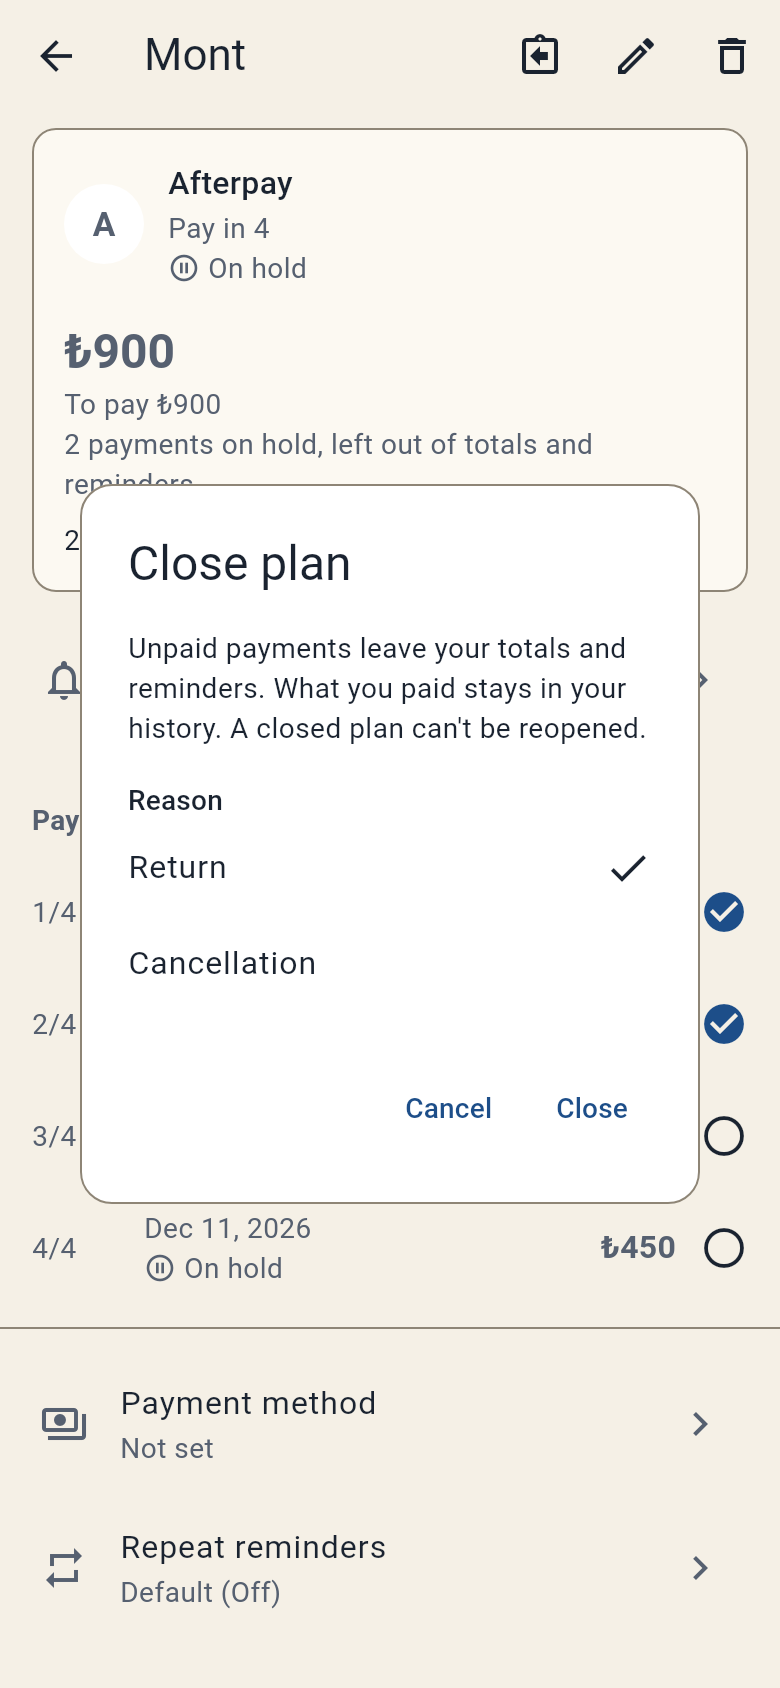 Mont
A
Afterpay
Pay in 4
On hold
₺900
To pay ₺900
2 payments on hold, left out of totals and
reminders
2
Close plan
Unpaid payments leave your totals and
reminders. What you paid stays in your
history. A closed plan can't be reopened.
Reason
Return
Cancellation
Cancel
Close
Pay
1/4
2/4
3/4
4/4
Dec 11, 2026
On hold
₺450
Payment method
Not set
Repeat reminders
Default (Off)